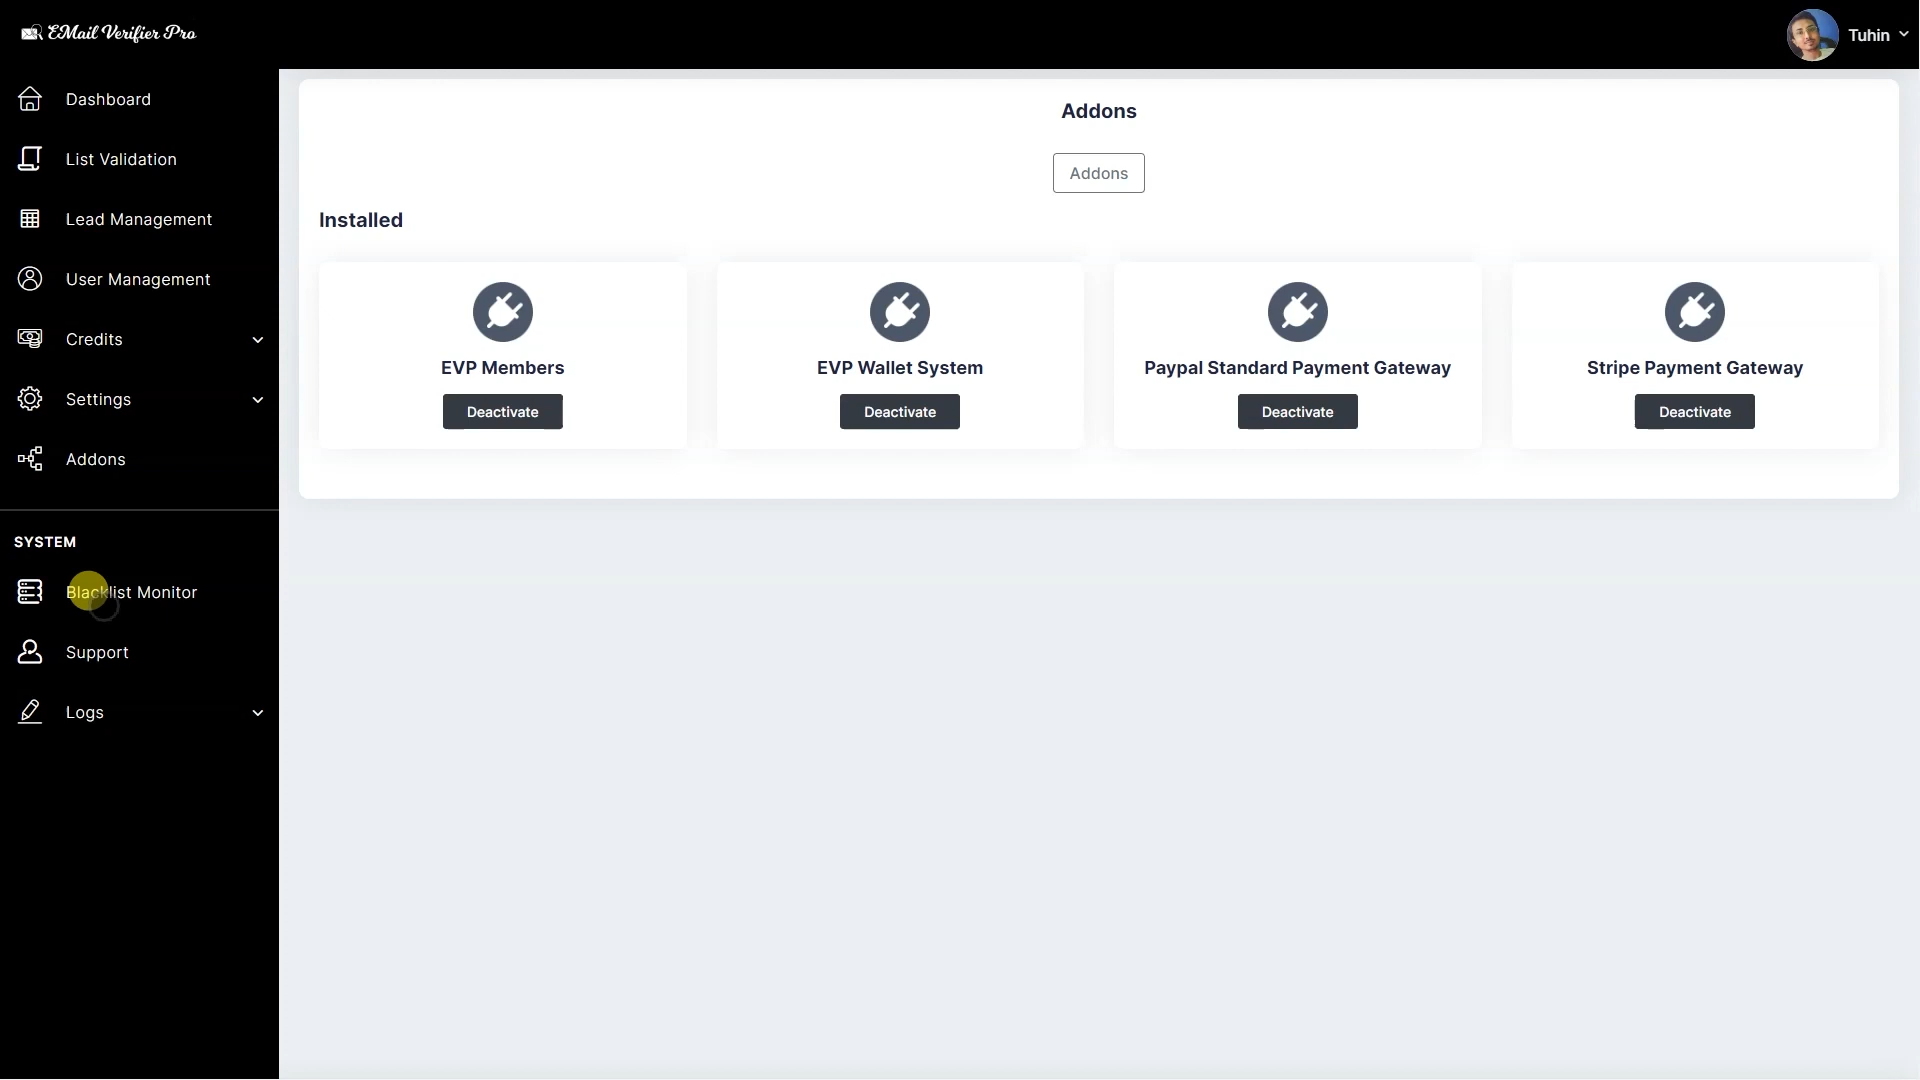 EMail Verifier Pro
Tuhin
Dashboard
List Validation
Lead Management
User Management
Credits
Settings
Addons
SYSTEM
Blacklist Monitor
Support
Logs
Addons
Addons
Installed
EVP Members
Deactivate
EVP Wallet System
Deactivate
Paypal Standard Payment Gateway
Deactivate
Stripe Payment Gateway
Deactivate